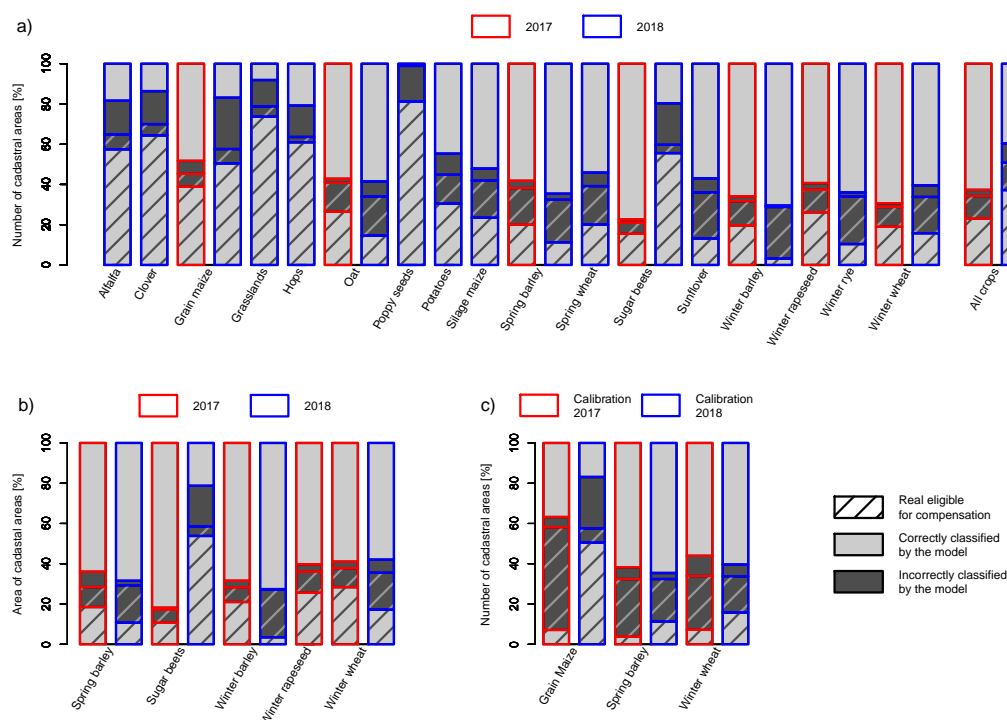 a)
2017
2018
Number of cadastral areas [%]
0
20
40
60
80
100
Alfalfa
Clover
Grain maize
Grasslands
Hops
Oat
Poppy seeds
Potatoes
Silage maize
Spring barley
Spring wheat
Sugar beets
Sunflower
Winter barley
Winter rapeseed
Winter rye
Winter wheat
All crops
b)
2017
2018
Area of cadastal areas [%]
0
20
40
60
80
100
Spring barley
Sugar beets
Winter barley
Winter rapeseed
Winter wheat
c)
Calibration
2017
Calibration
2018
Number of cadastral areas [%]
0
20
40
60
80
100
Grain Maize
Spring barley
Winter wheat
Real eligible
for compensation
Correctly classified
by the model
Incorrectly classified
by the model